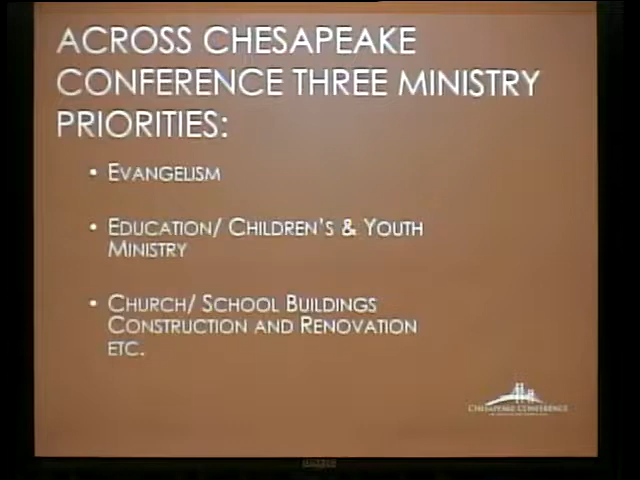 ACROSS CHESAPEAKE
CONFERENCE THREE MINISTRY
PRIORITIES:
• EVANGELISM
• EDUCATION/ CHILDREN'S & YOUTH
MINISTRY
• CHURCH/ SCHOOL BUILDINGS
CONSTRUCTION AND RENOVATION
ETC.
CHESAPEAKE CONFERENCE